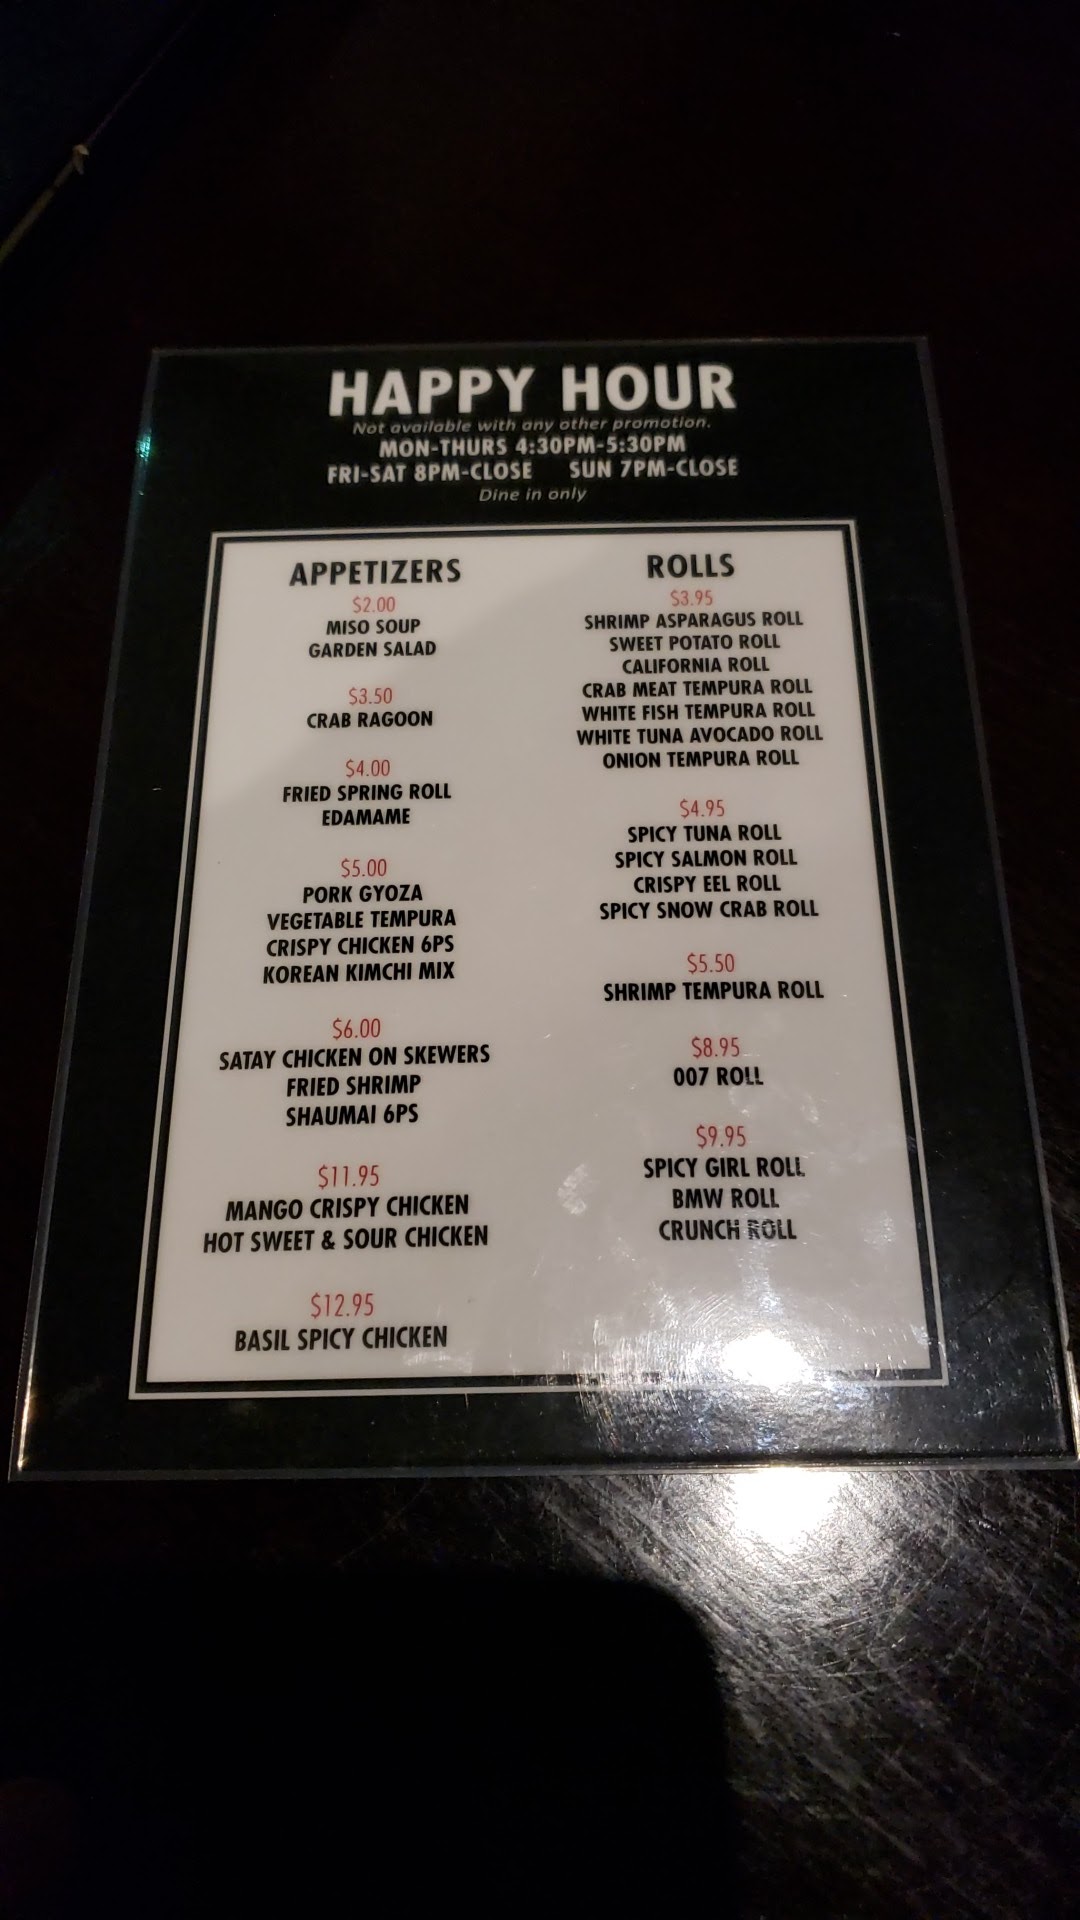 HAPPY HOUR
Not available with any other promotion.
MON-THURS 4:30PM-5:30PM
FRI-SAT 8PM-CLOSE SUN 7PM-CLOSE
Dine in only
APPETIZERS
$2.00
MISO SOUP
GARDEN SALAD
$3.50
CRAB RAGOON
$4.00
FRIED SPRING ROLL
EDAMAME
$5.00
PORK GYOZA
VEGETABLE TEMPURA
CRISPY CHICKEN 6PS
KOREAN KIMCHI MIX
$6.00
SATAY CHICKEN ON SKEWERS
FRIED SHRIMP
SHAUMAI 6PS
$11.95
MANGO CRISPY CHICKEN
HOT SWEET & SOUR CHICKEN
$12.95
BASIL SPICY CHICKEN
ROLLS
$3.95
SHRIMP ASPARAGUS ROLL
SWEET POTATO ROLL
CALIFORNIA ROLL
CRAB MEAT TEMPURA ROLL
WHITE FISH TEMPURA ROLL
WHITE TUNA AVOCADO ROLL
ONION TEMPURA ROLL
$4.95
SPICY TUNA ROLL
SPICY SALMON ROLL
CRISPY EEL ROLL
SPICY SNOW CRAB ROLL
$5.50
SHRIMP TEMPURA ROLL
$8.95
007 ROLL
$9.95
SPICY GIRL ROLL
BMW ROLL
CRUNCH ROLL